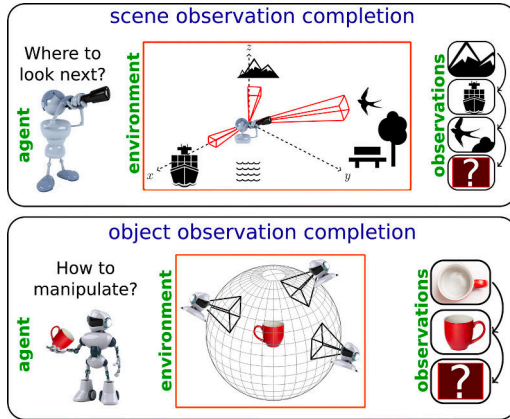 scene observation completion
Where to
look next?
agent
environment
z
x
y
observations
?
object observation completion
How to
manipulate?
agent
environment
observations
?